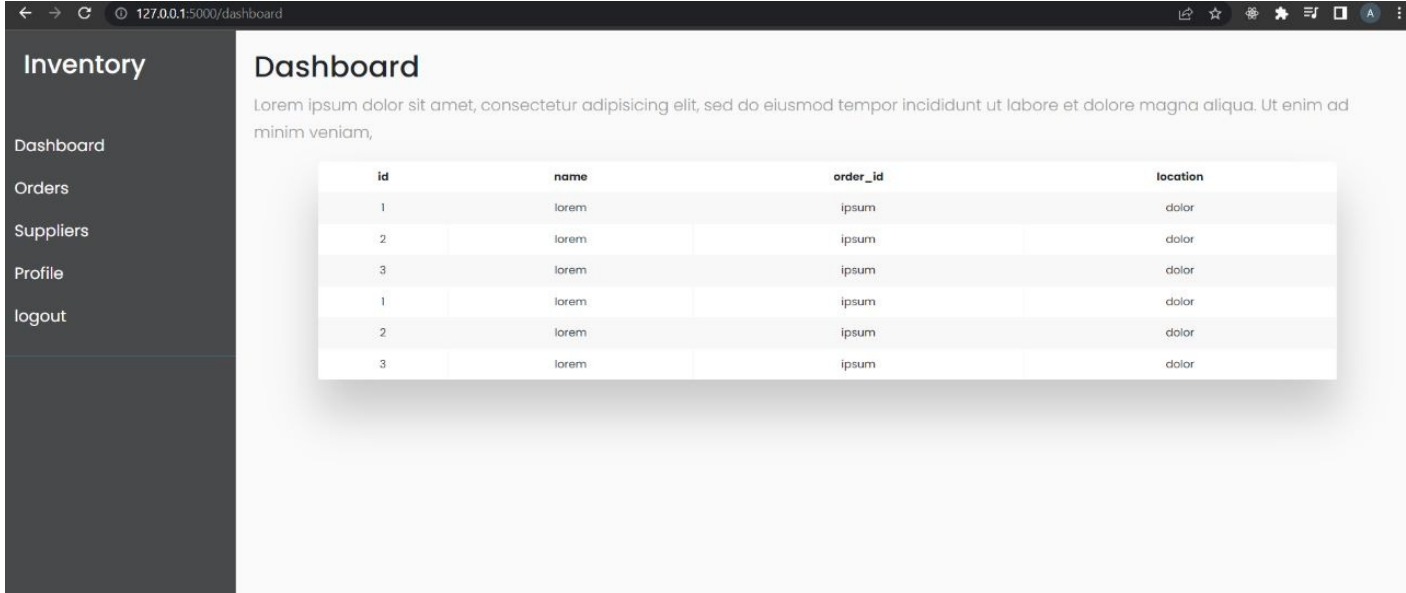 127.0.0.1:5000/dashboard
A
Inventory
Dashboard
Orders
Suppliers
Profile
logout
Dashboard
Lorem ipsum dolor sit amet, consectetur adipisicing elit, sed do eiusmod tempor incididunt ut labore et dolore magna aliqua. Ut enim ad
minim veniam,
id name order_id location
1 lorem ipsum dolor
2 lorem ipsum dolor
3 lorem ipsum dolor
1 lorem ipsum dolor
2 lorem ipsum dolor
3 lorem ipsum dolor